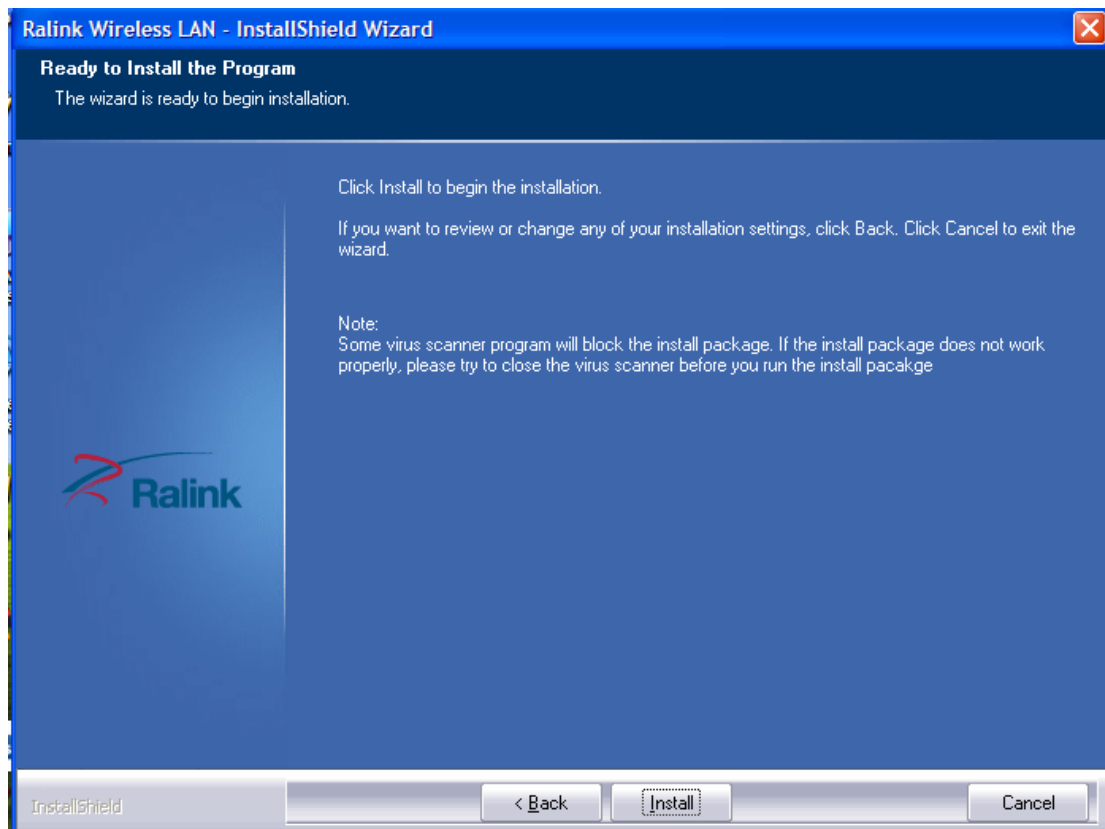 Ralink Wireless LAN - InstallShield Wizard
Ready to Install the Program
The wizard is ready to begin installation.
Click Install to begin the installation.
If you want to review or change any of your installation settings, click Back. Click Cancel to exit the
wizard.
Note:
Some virus scanner program will block the install package. If the install package does not work
properly, please try to close the virus scanner before you run the install pacakge
Ralink
InstallShield
< Back
Install
Cancel